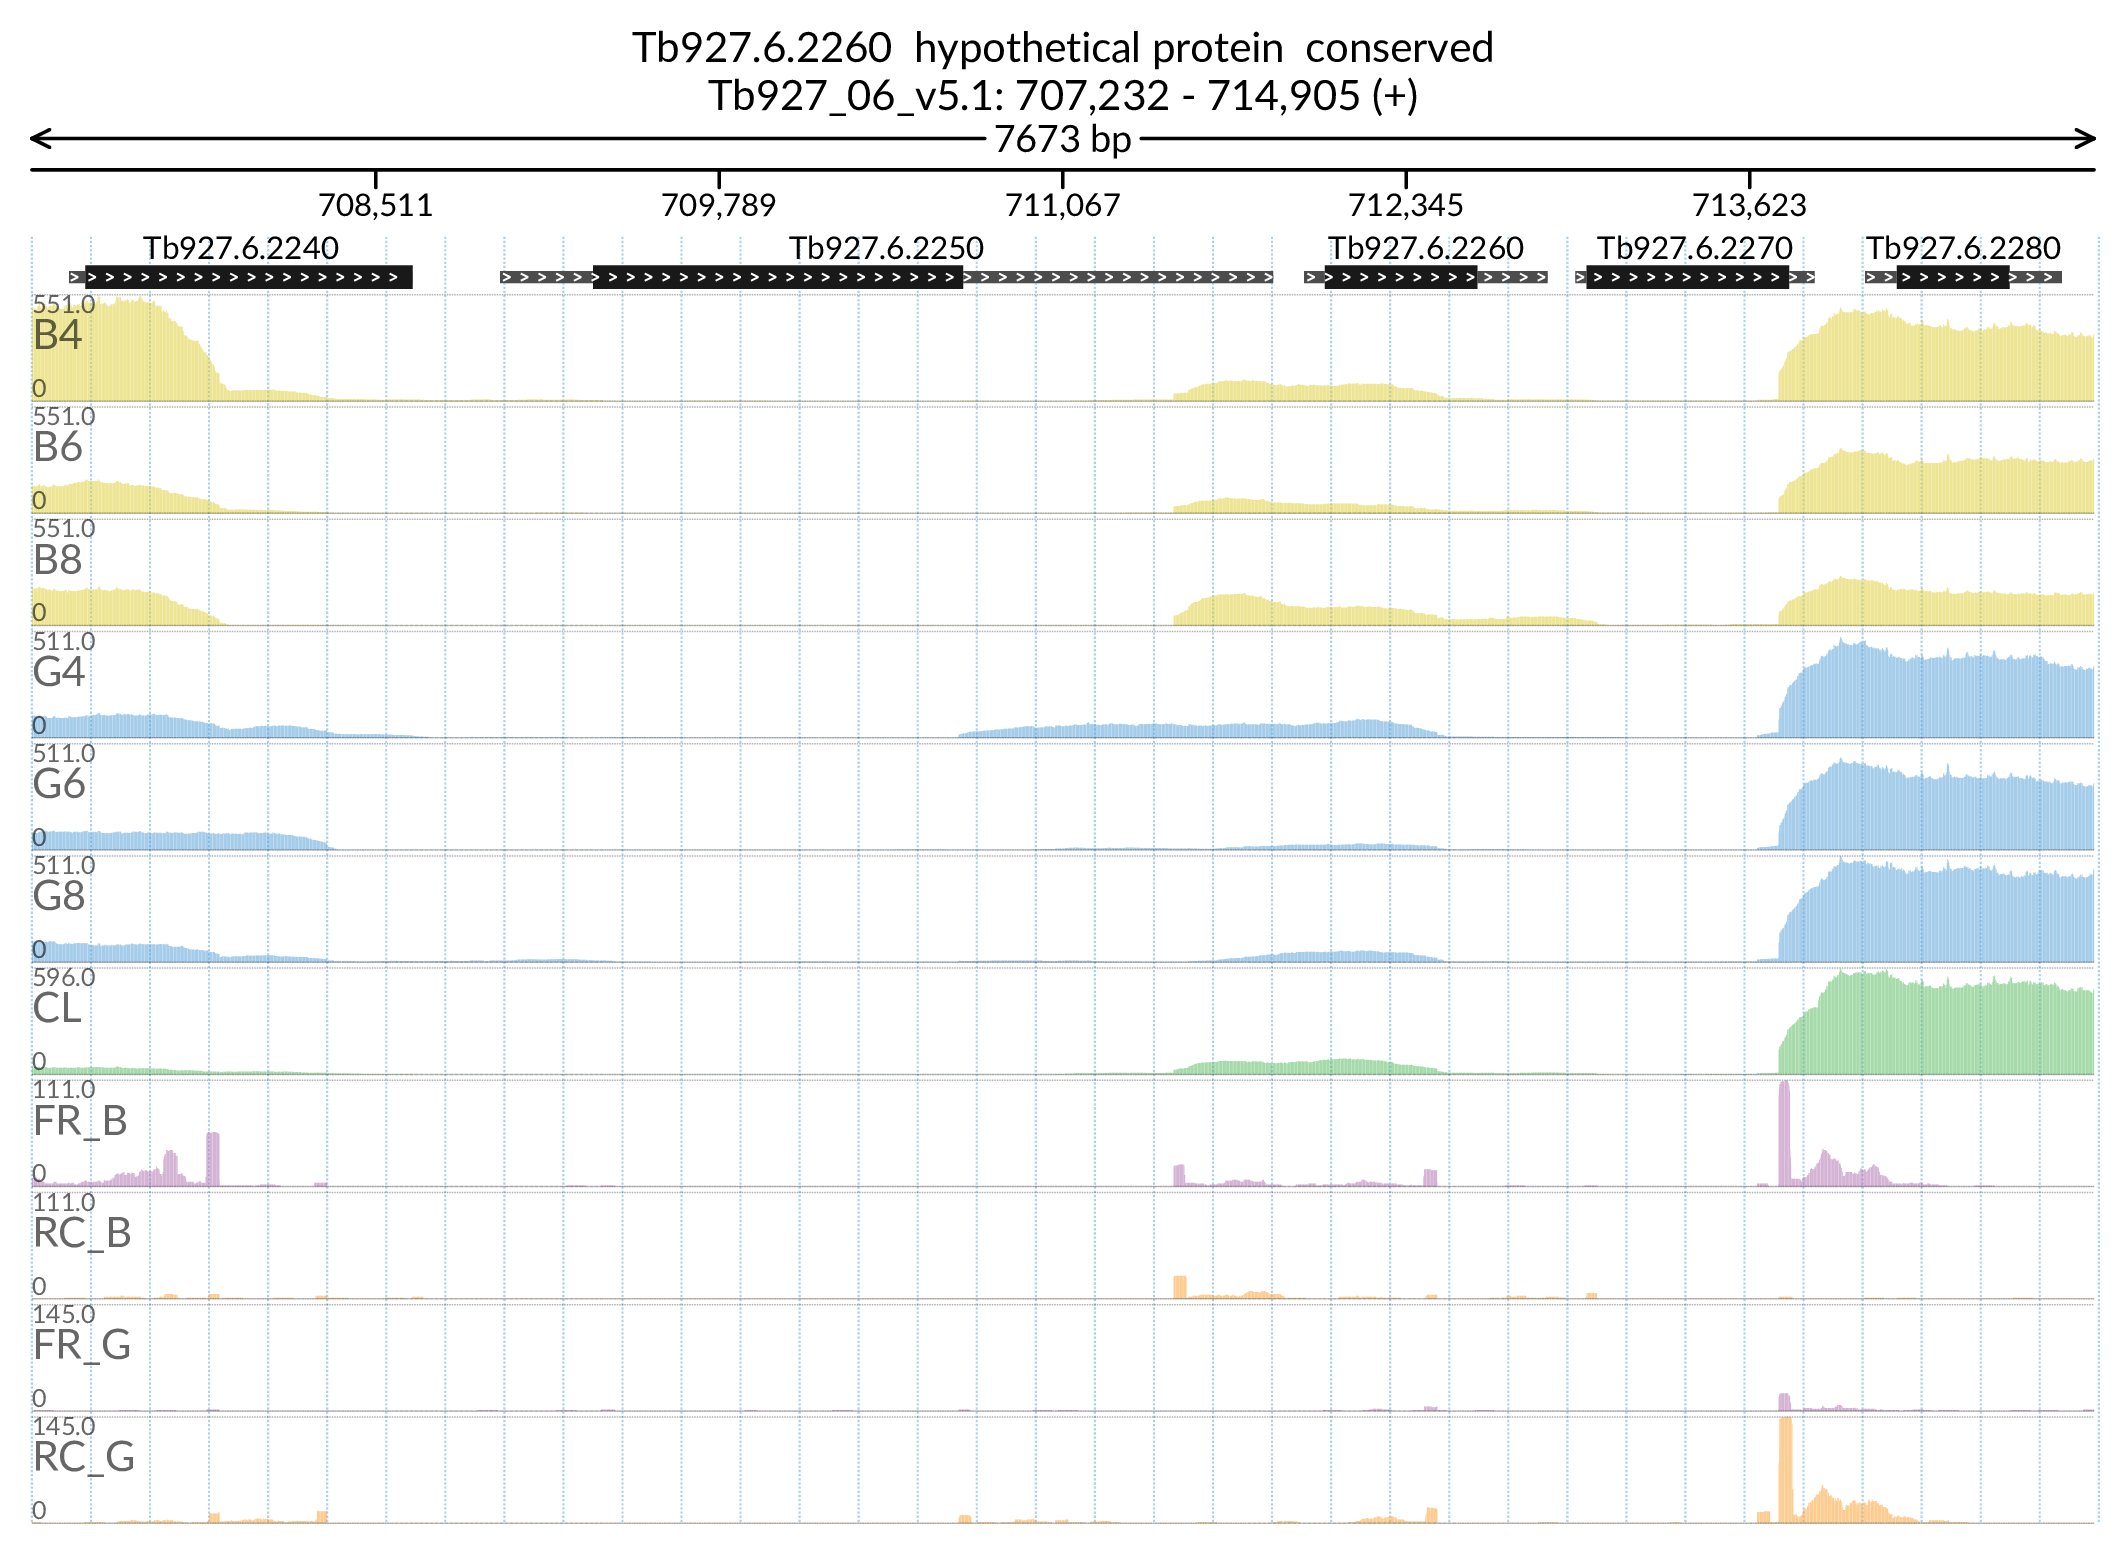 Tb927.6.2260 hypothetical protein conserved
Tb927_06_v5.1: 707,232 - 714,905 (+)
7673 bp
708,511 709,789 711,067 712,345 713,623
Tb927.6.2240 Tb927.6.2250 Tb927.6.2260 Tb927.6.2270 Tb927.6.2280
551.0
B4
0
551.0
B6
0
551.0
B8
0
511.0
G4
0
511.0
G6
0
511.0
G8
0
596.0
CL
0
111.0
FR_B
0
111.0
RC_B
0
145.0
FR_G
0
145.0
RC_G
0